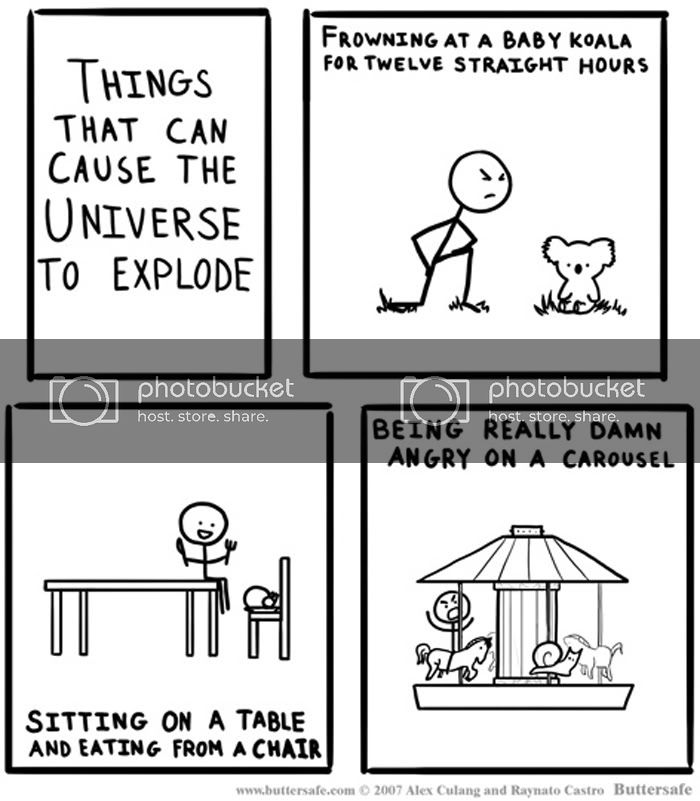 THINGS
THAT CAN
CAUSE THE
UNIVERSE
TO EXPLODE
FROWNING AT A BABY KOALA
FOR TWELVE STRAIGHT HOURS
photobucket
host. store. share.
photobucket
host. store. share.
SITTING ON A TABLE
AND EATING FROM A CHAIR
BEING REALLY DAMN
ANGRY ON A CAROUSEL
www.buttersafe.com © 2007 Alex Culang and Raynato Castro Buttersafe